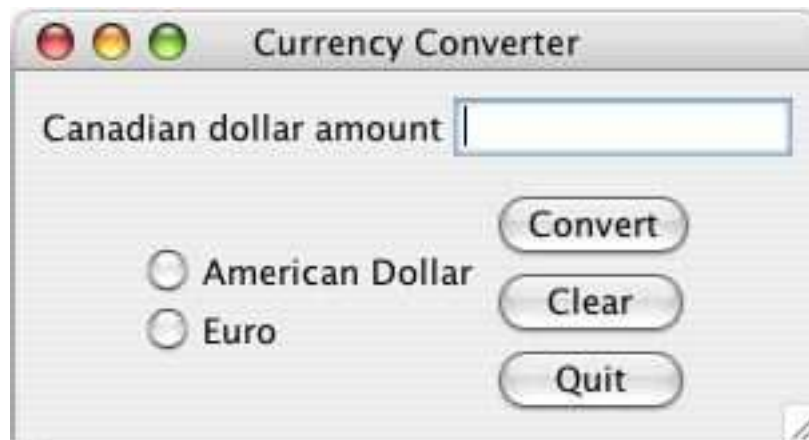 Currency Converter
Canadian dollar amount
Convert
American Dollar
Clear
Euro
Quit